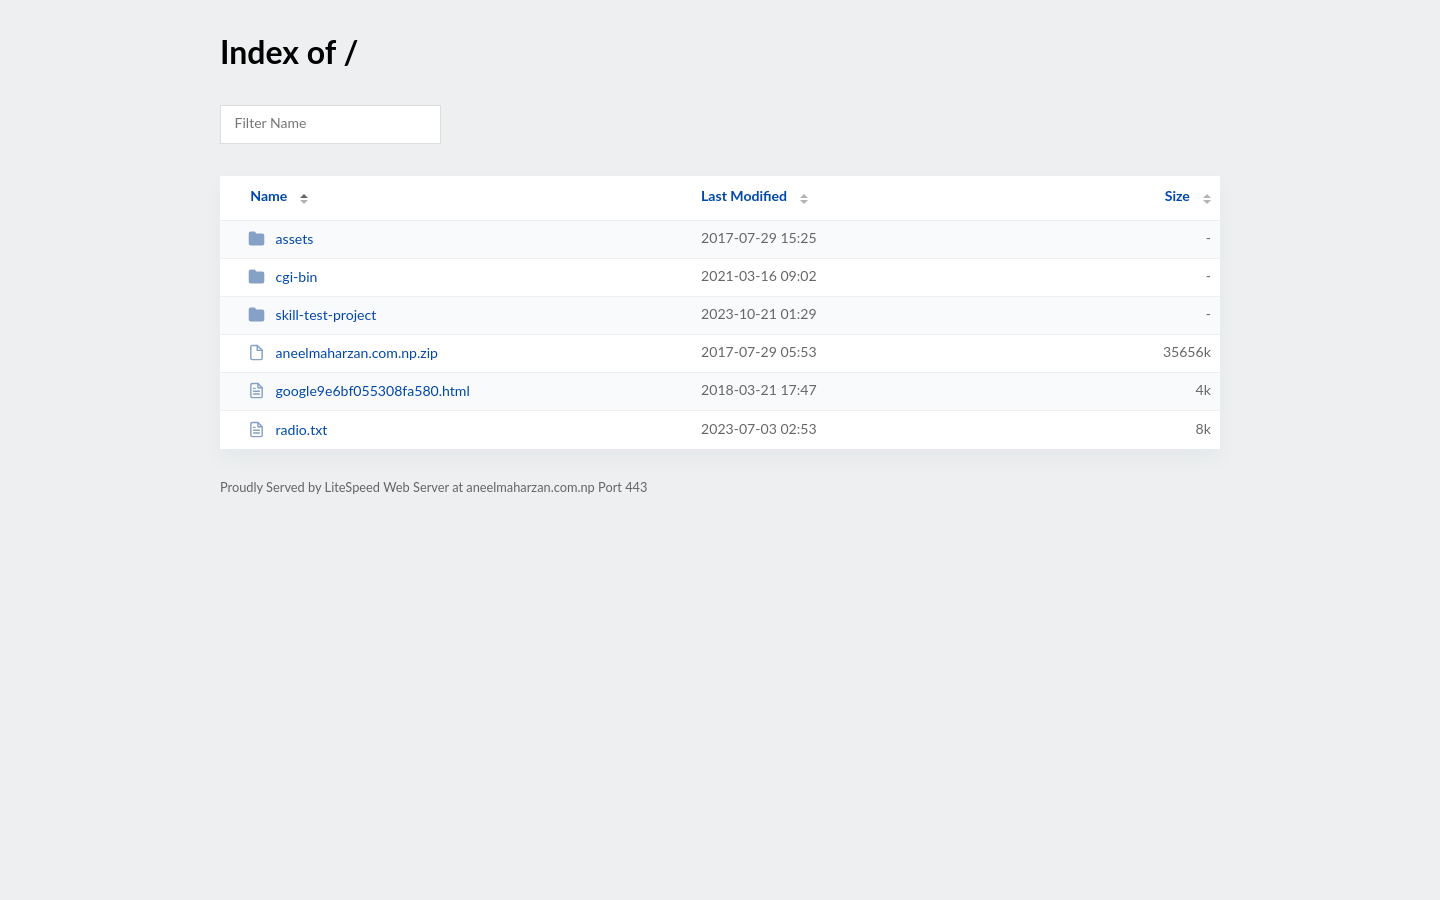 Index of /
Filter Name
Name Last Modified Size
assets 2017-07-29 15:25 -
cgi-bin 2021-03-16 09:02 -
skill-test-project 2023-10-21 01:29 -
aneelmaharzan.com.np.zip 2017-07-29 05:53 35656k
google9e6bf055308fa580.html 2018-03-21 17:47 4k
radio.txt 2023-07-03 02:53 8k
Proudly Served by LiteSpeed Web Server at aneelmaharzan.com.np Port 443